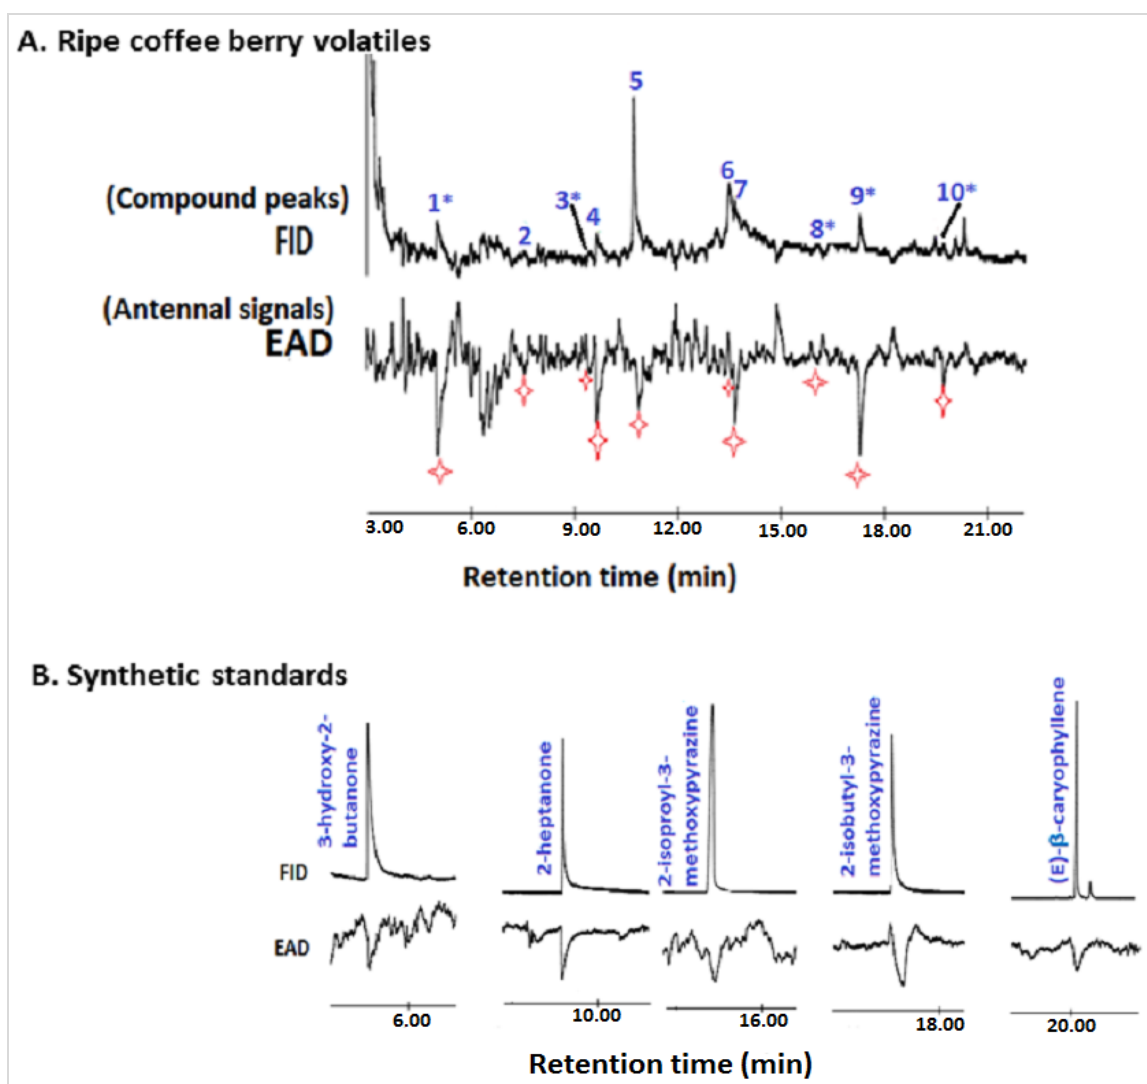 A. Ripe coffee berry volatiles
5
6
7
(Compound peaks)
1*
3*
4
9*
10*
2
8*
FID
(Antennal signals)
EAD
3.00 6.00 9.00 12.00 15.00 18.00 21.00
Retention time (min)
B. Synthetic standards
3-hydroxy-2-
butanone
2-heptanone
2-isoproyl-3-
methoxypyrazine
2-isobutyl-3-
methoxypyrazine
(E)-β-caryophyllene
FID
EAD
6.00 10.00 16.00 18.00 20.00
Retention time (min)